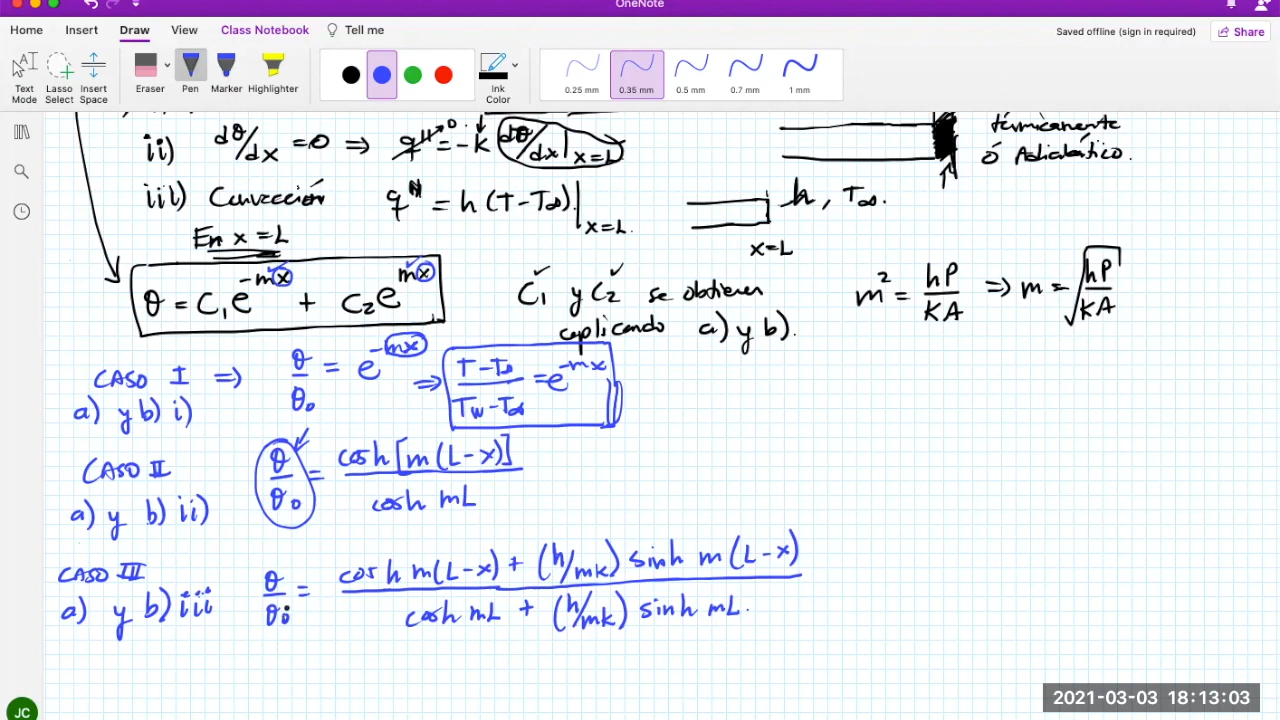 OneNote
Home Insert Draw View Class Notebook Tell me
Saved offline (sign in required) Share
Text Mode Lasso Select Insert Space Eraser Pen Marker Highlighter Ink Color 0.25 mm 0.35 mm 0.5 mm 0.7 mm 1 mm
térmicamente
ó Adiabático.
ii) dθ/dx = 0 ⇒ q'' = -k dθ/dx |x=L
0
iii) Convección q'' = h (T-T∞)|x=L h, T∞.
En x=L
x=L
θ = C₁e^-mx + C₂e^mx
C₁ y C₂ se obtienen
aplicando a) y b).
m² = hP/KA ⇒ m = √hP/KA
CASO I ⇒ θ/θ₀ = e^-mx ⇒ T-T∞/Tw-T∞ = e^-mx
a) y b) i)
CASO II θ/θ₀ = cosh[m(L-x)]/cosh mL
a) y b) ii)
CASO III θ/θ₀ = cosh m(L-x) + (h/mk) sinh m(L-x)/cosh mL + (h/mk) sinh mL.
a) y b) iii
JC
2021-03-03 18:13:03